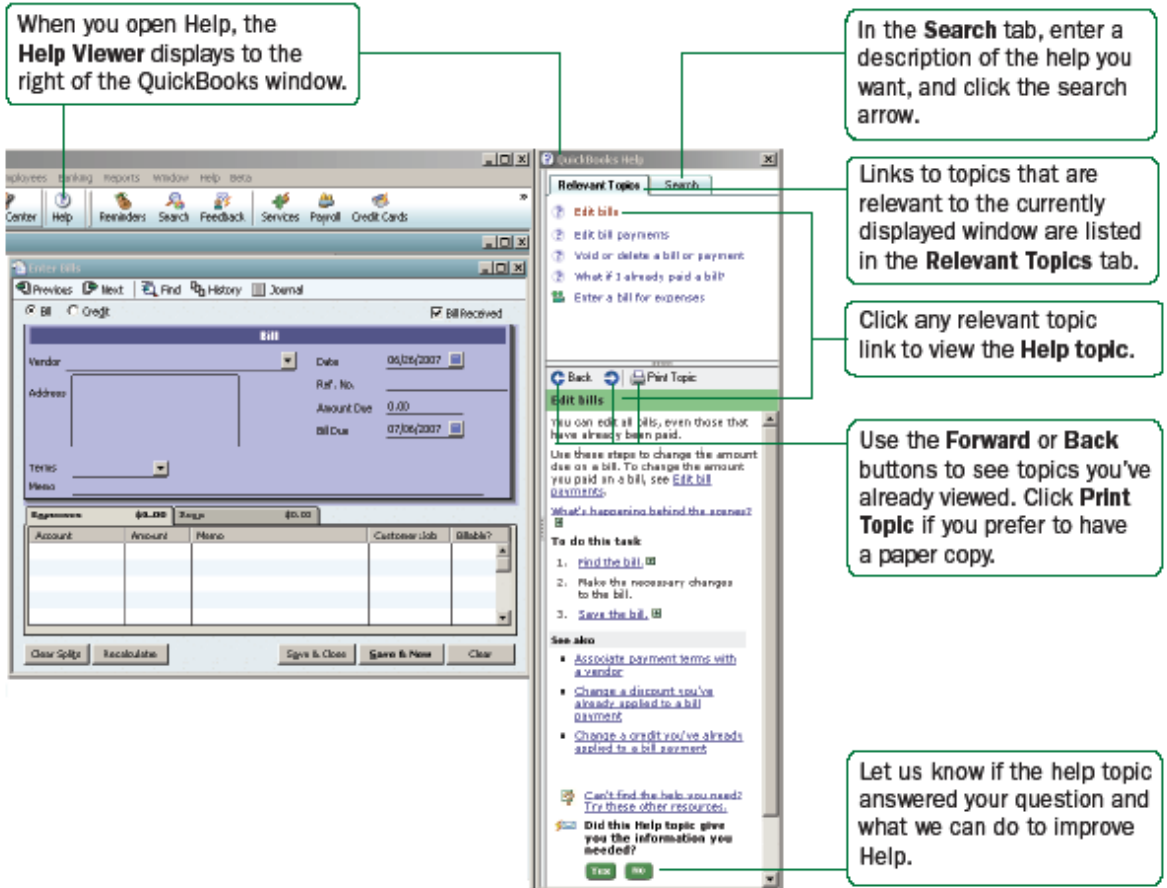 When you open Help, the
Help Viewer displays to the
right of the QuickBooks window.
In the Search tab, enter a
description of the help you
want, and click the search
arrow.
Links to topics that are
relevant to the currently
displayed window are listed
in the Relevant Topics tab.
Click any relevant topic
link to view the Help topic.
Use the Forward or Back
buttons to see topics you've
already viewed. Click Print
Topic if you prefer to have
a paper copy.
Let us know if the help topic
answered your question and
what we can do to improve
Help.
mployees Banking Reports Window Help Beta
Center Help Reminders Search Feedback Services Payroll Credit Cards
Enter Bills
Previous Next Find History Journal
Bill Credit Bill Received
Bill
Vendor Date 06/26/2007
Address Ref. No.
Amount Due 0.00
Bill Due 07/06/2007
Terms
Memo
Expenses $0.00 Items $0.00
Account Amount Memo Customer:Job Billable?
Clear Splits Recalculate Save & Close Save & New Clear
QuickBooks Help
Relevant Topics Search
Edit bills
Edit bill payments
Void or delete a bill or payment
What if I already paid a bill?
Enter a bill for expenses
Back Print Topic
Edit bills
You can edit all bills, even those that
have already been paid.
Use these steps to change the amount
due on a bill. To change the amount
you paid on a bill, see Edit bill
payments.
What's happening behind the scenes?
To do this task
1. Find the bill.
2. Make the necessary changes
to the bill.
3. Save the bill.
See also
Associate payment terms with
a vendor
Change a discount you've
already applied to a bill
payment
Change a credit you've already
applied to a bill payment
Can't find the help you need?
Try these other resources.
Did this Help topic give
you the information you
needed?
Yes No